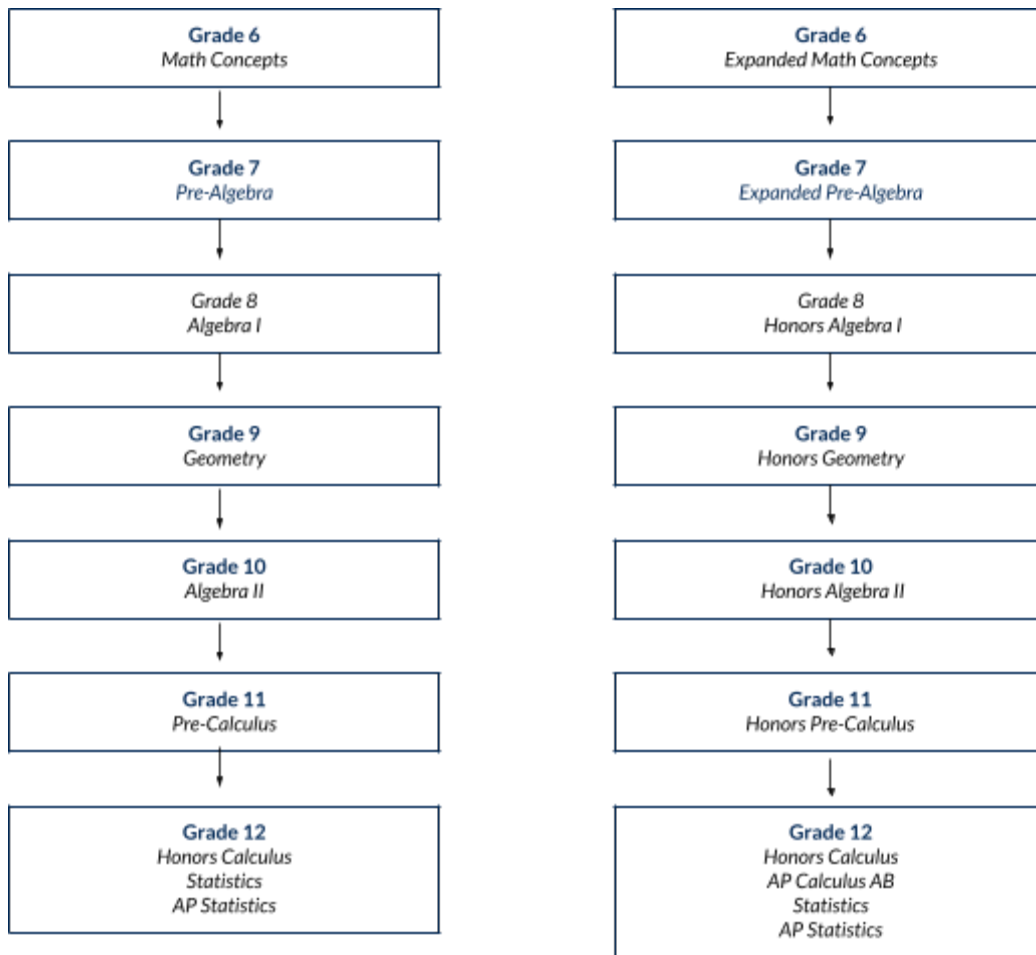 Grade 6
Math Concepts
Grade 7
Pre-Algebra
Grade 8
Algebra I
Grade 9
Geometry
Grade 10
Algebra II
Grade 11
Pre-Calculus
Grade 12
Honors Calculus
Statistics
AP Statistics
Grade 6
Expanded Math Concepts
Grade 7
Expanded Pre-Algebra
Grade 8
Honors Algebra I
Grade 9
Honors Geometry
Grade 10
Honors Algebra II
Grade 11
Honors Pre-Calculus
Grade 12
Honors Calculus
AP Calculus AB
Statistics
AP Statistics